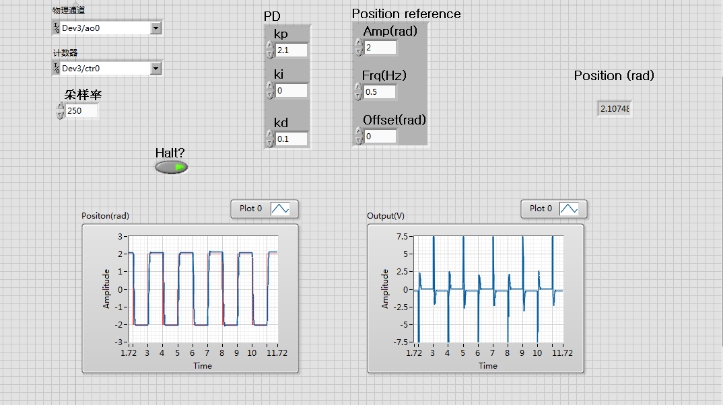 物理通道
Dev3/ao0
计数器
Dev3/ctr0
采样率
250
Halt?
PD
kp
2.1
ki
0
kd
0.1
Position reference
Amp(rad)
2
Frq(Hz)
0.5
Offset(rad)
0
Position (rad)
2.10748
Positon(rad)
Plot 0
3
2
1
0
-1
-2
-3
Amplitude
1.72 3 4 5 6 7 8 9 10 11.72
Time
Output(V)
Plot 0
7.5
5
2.5
0
-2.5
-5
-7.5
Amplitude
1.72 3 4 5 6 7 8 9 10 11.72
Time